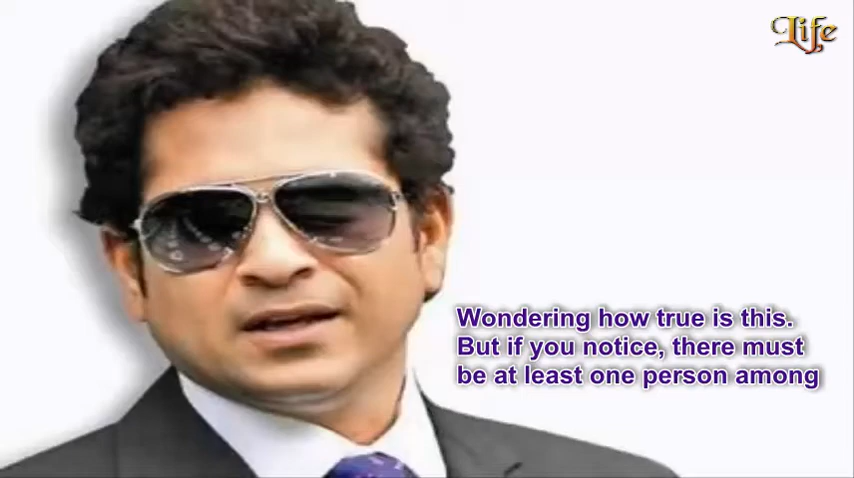 Life
Wondering how true is this.
But if you notice, there must
be at least one person among